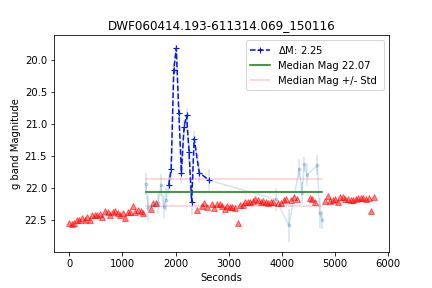 DWF060414.193-611314.069_150116
ΔM: 2.25
Median Mag 22.07
Median Mag +/- Std
g band Magnitude
20.0
20.5
21.0
21.5
22.0
22.5
0
1000
2000
3000
4000
5000
6000
Seconds